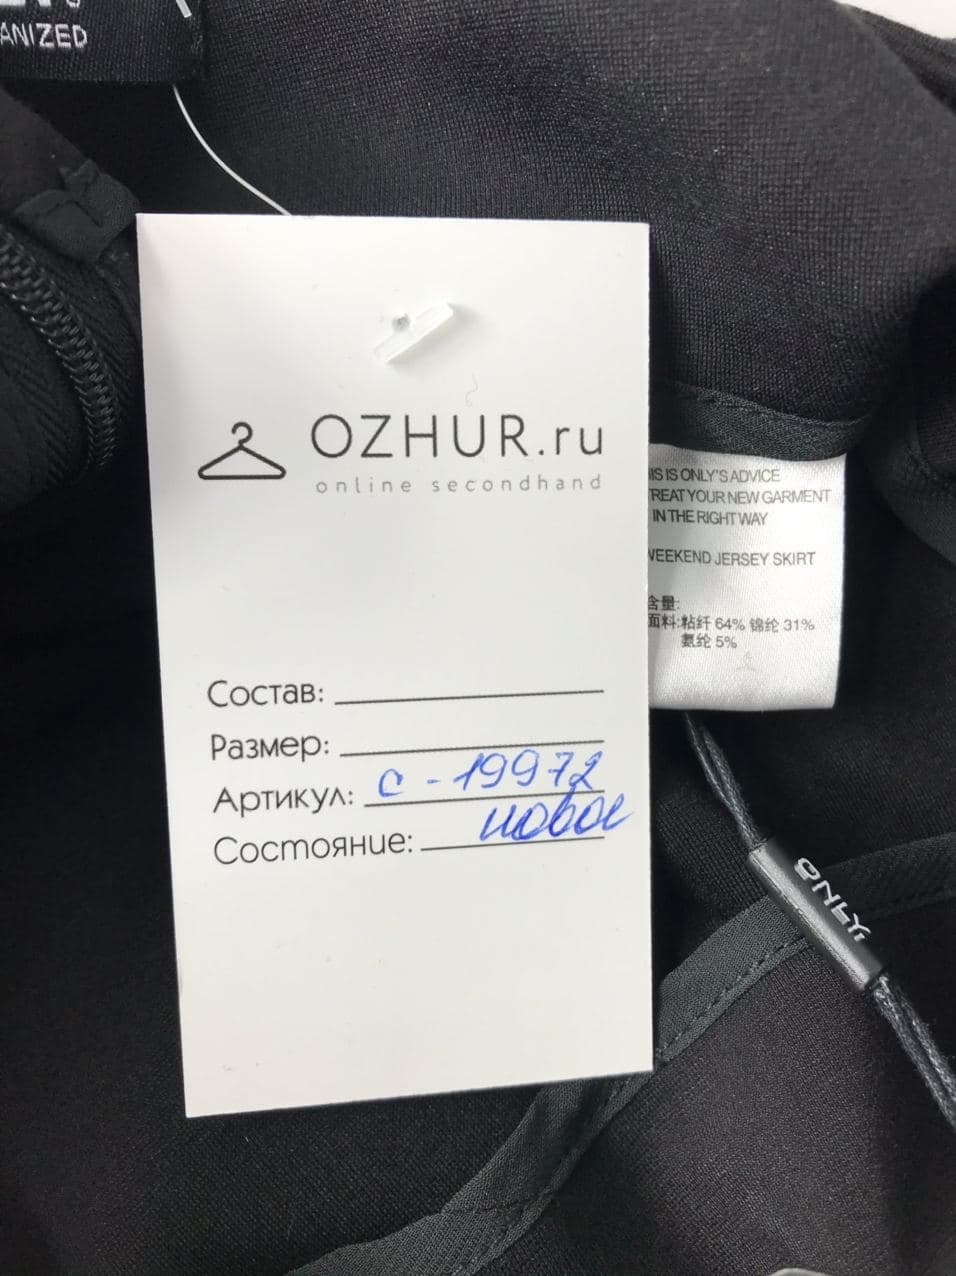 ANIZED
OZHUR.ru
online secondhand
Состав:
Размер:
Артикул: С - 19972
Состояние: новое
IS IS ONLY'S ADVICE
TREAT YOUR NEW GARMENT
IN THE RIGHT WAY
WEEKEND JERSEY SKIRT
含量:
面料:粘纤 64% 锦纶 31%
氨纶 5%
ONLY.